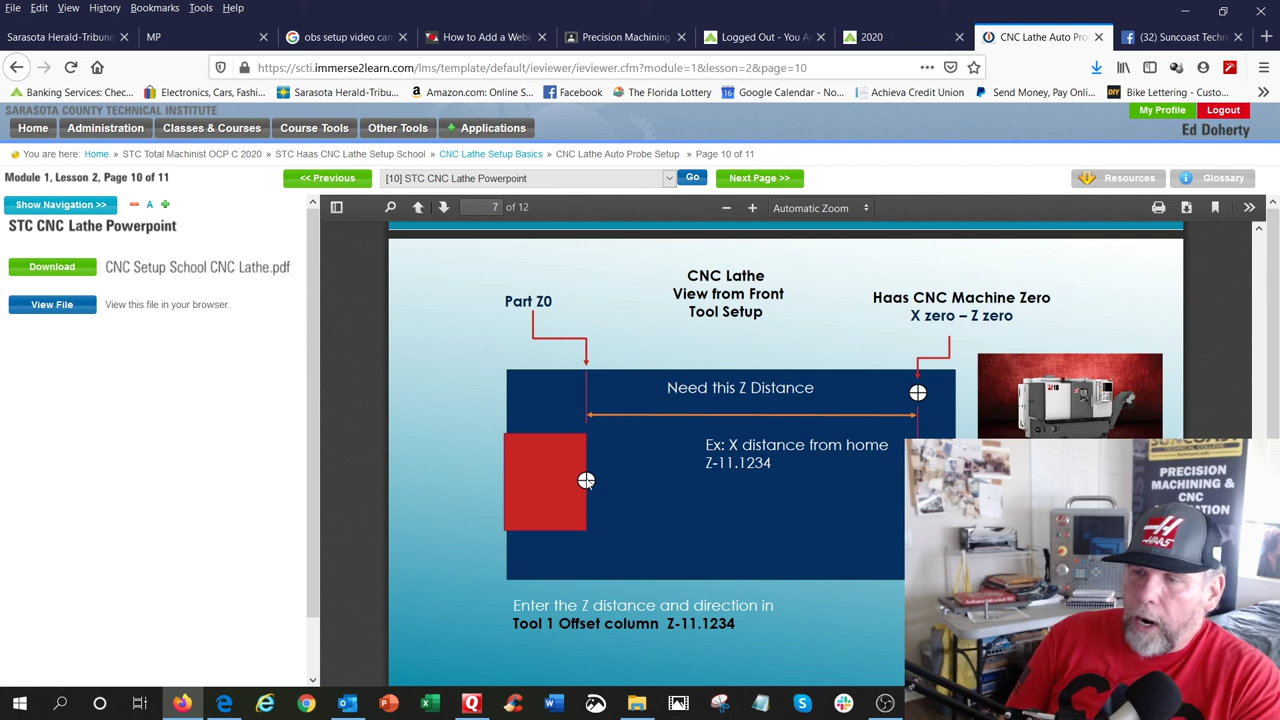 File Edit View History Bookmarks Tools Help
Sarasota Herald-Tribune
MP
obs setup video can
How to Add a Webc
Precision Machining
Logged Out - You A
2020
CNC Lathe Auto Pro
(32) Suncoast Techn
https://scti.immerse2learn.com/lms/template/default/ieviewer/ieviewer.cfm?module=1&lesson=2&page=10
Banking Services: Chec...
Electronics, Cars, Fashi...
Sarasota Herald-Tribu...
Amazon.com: Online S...
Facebook
The Florida Lottery
Google Calendar - No...
Achieva Credit Union
Send Money, Pay Onli...
Bike Lettering - Custo...
SARASOTA COUNTY TECHNICAL INSTITUTE
My Profile
Logout
Home Administration Classes & Courses Course Tools Other Tools Applications
Ed Doherty
You are here: Home » STC Total Machinist OCP C 2020 » STC Haas CNC Lathe Setup School » CNC Lathe Setup Basics » CNC Lathe Auto Probe Setup » Page 10 of 11
Module 1, Lesson 2, Page 10 of 11
<< Previous
[10] STC CNC Lathe Powerpoint
Go
Next Page >>
Resources
Glossary
Show Navigation >>
A
7 of 12
Automatic Zoom
STC CNC Lathe Powerpoint
Download CNC Setup School CNC Lathe.pdf
View File View this file in your browser.
CNC Lathe
View from Front
Tool Setup
Part Z0
Haas CNC Machine Zero
X zero – Z zero
Need this Z Distance
Ex: X distance from home
Z-11.1234
Enter the Z distance and direction in
Tool 1 Offset column Z-11.1234
SUNCOAST
TECHNICAL
PRECISION
MACHINING &
CNC
HAAS